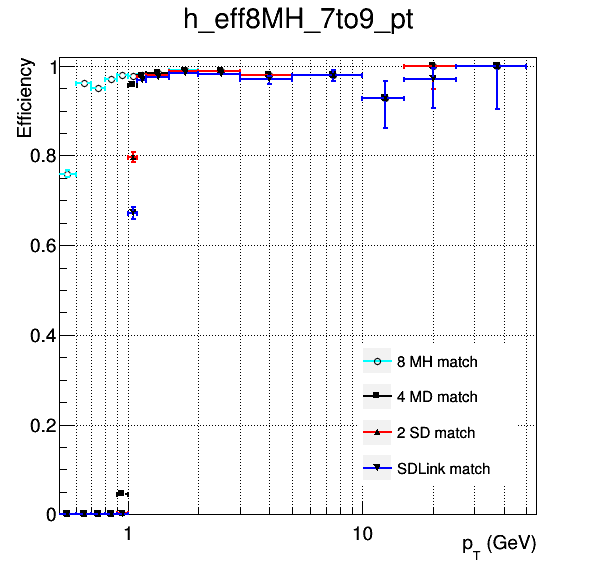 h_eff8MH_7to9_pt
Efficiency
1
0.8
0.6
0.4
0.2
0
8 MH match
4 MD match
2 SD match
SDLink match
1 10
p_T (GeV)